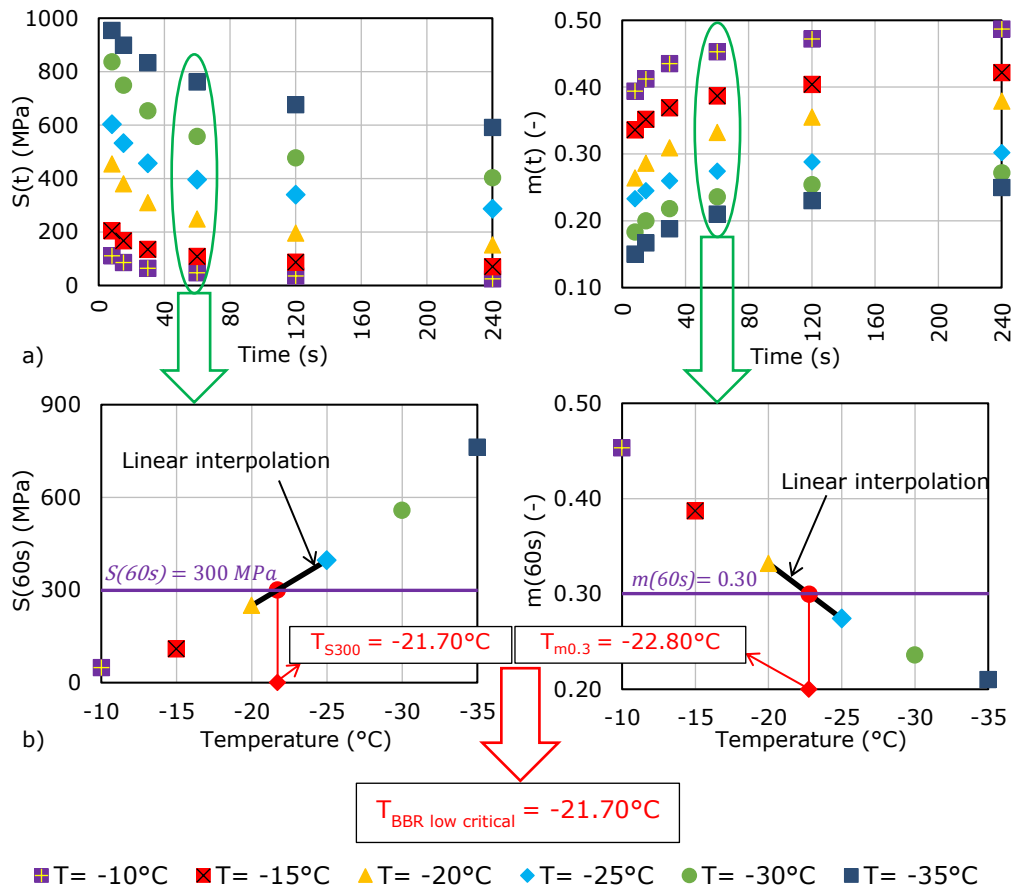 1000
800
600
400
200
0
S(t) (MPa)
0
40
80
120
160
200
240
Time (s)
a)
0.50
0.40
0.30
0.20
0.10
m(t) (-)
0
40
80
120
160
200
240
Time (s)
900
600
300
0
S(60s) (MPa)
Linear interpolation
S(60s) = 300 MPa
T S300 = -21.70°C
-10
-15
-20
-25
-30
-35
Temperature (°C)
b)
0.50
0.40
0.30
0.20
m(60s) (-)
Linear interpolation
m(60s)= 0.30
T m0.3 = -22.80°C
-10
-15
-20
-25
-30
-35
Temperature (°C)
T BBR low critical = -21.70°C
T= -10°C T= -15°C T= -20°C T= -25°C T= -30°C T= -35°C